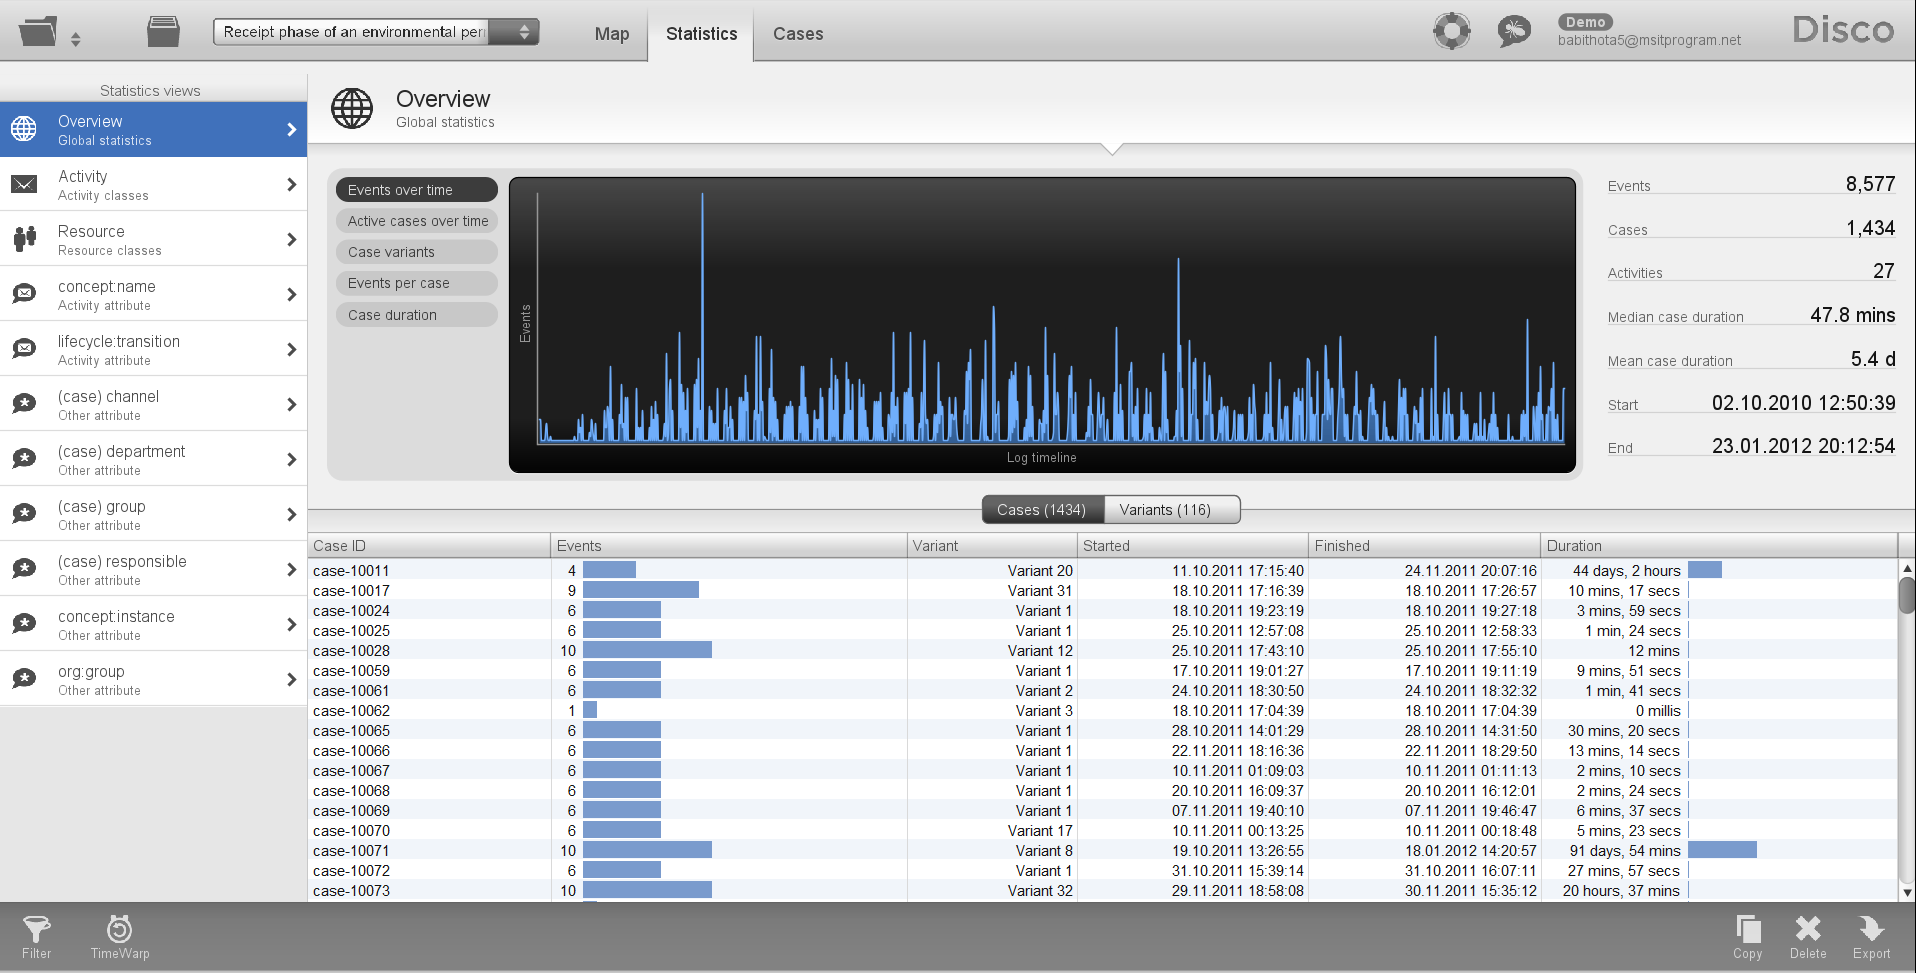 Receipt phase of an environmental per
Map
Statistics
Cases
Demo
babithota5@msitprogram.net
Disco
Statistics views
Overview
Global statistics
Activity
Activity classes
Resource
Resource classes
concept:name
Activity attribute
lifecycle:transition
Activity attribute
(case) channel
Other attribute
(case) department
Other attribute
(case) group
Other attribute
(case) responsible
Other attribute
concept:instance
Other attribute
org:group
Other attribute
Overview
Global statistics
Events over time
Active cases over time
Case variants
Events per case
Case duration
Events
Log timeline
Events 8,577
Cases 1,434
Activities 27
Median case duration 47.8 mins
Mean case duration 5.4 d
Start 02.10.2010 12:50:39
End 23.01.2012 20:12:54
Cases (1434) Variants (116)
Case ID Events Variant Started Finished Duration
case-10011 4 Variant 20 11.10.2011 17:15:40 24.11.2011 20:07:16 44 days, 2 hours
case-10017 9 Variant 31 18.10.2011 17:16:39 18.10.2011 17:26:57 10 mins, 17 secs
case-10024 6 Variant 1 18.10.2011 19:23:19 18.10.2011 19:27:18 3 mins, 59 secs
case-10025 6 Variant 1 25.10.2011 12:57:08 25.10.2011 12:58:33 1 min, 24 secs
case-10028 10 Variant 12 25.10.2011 17:43:10 25.10.2011 17:55:10 12 mins
case-10059 6 Variant 1 17.10.2011 19:01:27 17.10.2011 19:11:19 9 mins, 51 secs
case-10061 6 Variant 2 24.10.2011 18:30:50 24.10.2011 18:32:32 1 min, 41 secs
case-10062 1 Variant 3 18.10.2011 17:04:39 18.10.2011 17:04:39 0 millis
case-10065 6 Variant 1 28.10.2011 14:01:29 28.10.2011 14:31:50 30 mins, 20 secs
case-10066 6 Variant 1 22.11.2011 18:16:36 22.11.2011 18:29:50 13 mins, 14 secs
case-10067 6 Variant 1 10.11.2011 01:09:03 10.11.2011 01:11:13 2 mins, 10 secs
case-10068 6 Variant 1 20.10.2011 16:09:37 20.10.2011 16:12:01 2 mins, 24 secs
case-10069 6 Variant 1 07.11.2011 19:40:10 07.11.2011 19:46:47 6 mins, 37 secs
case-10070 6 Variant 17 10.11.2011 00:13:25 10.11.2011 00:18:48 5 mins, 23 secs
case-10071 10 Variant 8 19.10.2011 13:26:55 18.01.2012 14:20:57 91 days, 54 mins
case-10072 6 Variant 1 31.10.2011 15:39:14 31.10.2011 16:07:11 27 mins, 57 secs
case-10073 10 Variant 32 29.11.2011 18:58:08 30.11.2011 15:35:12 20 hours, 37 mins
Filter
TimeWarp
Copy
Delete
Export